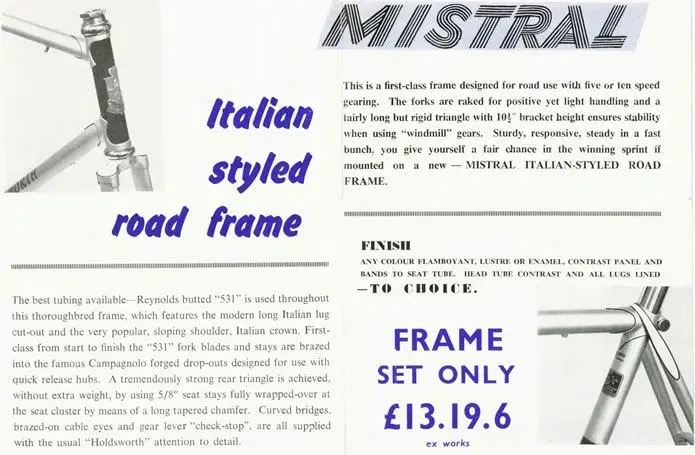 Italian
styled
road frame
The best tubing available—Reynolds butted "531" is used throughout
this thoroughbred frame, which features the modern long Italian lug
cut-out and the very popular, sloping shoulder, Italian crown. First-
class from start to finish the "531" fork blades and stays are brazed
into the famous Campagnolo forged drop-outs designed for use with
quick release hubs. A tremendously strong rear triangle is achieved,
without extra weight, by using 5/8" seat stays fully wrapped-over at
the seat cluster by means of a long tapered chamfer. Curved bridges,
brazed-on cable eyes and gear lever "check-stop", are all supplied
with the usual "Holdsworth" attention to detail.
MISTRAL
This is a first-class frame designed for road use with five or ten speed
gearing. The forks are raked for positive yet light handling and a
fairly long but rigid triangle with 10½" bracket height ensures stability
when using "windmill" gears. Sturdy, responsive, steady in a fast
bunch, you give yourself a fair chance in the winning sprint if
mounted on a new — MISTRAL ITALIAN-STYLED ROAD
FRAME.
FINISH
ANY COLOUR FLAMBOYANT, LUSTRE OR ENAMEL, CONTRAST PANEL AND
BANDS TO SEAT TUBE. HEAD TUBE CONTRAST AND ALL LUGS LINED
—TO CHOICE.
FRAME
SET ONLY
£13.19.6
ex works